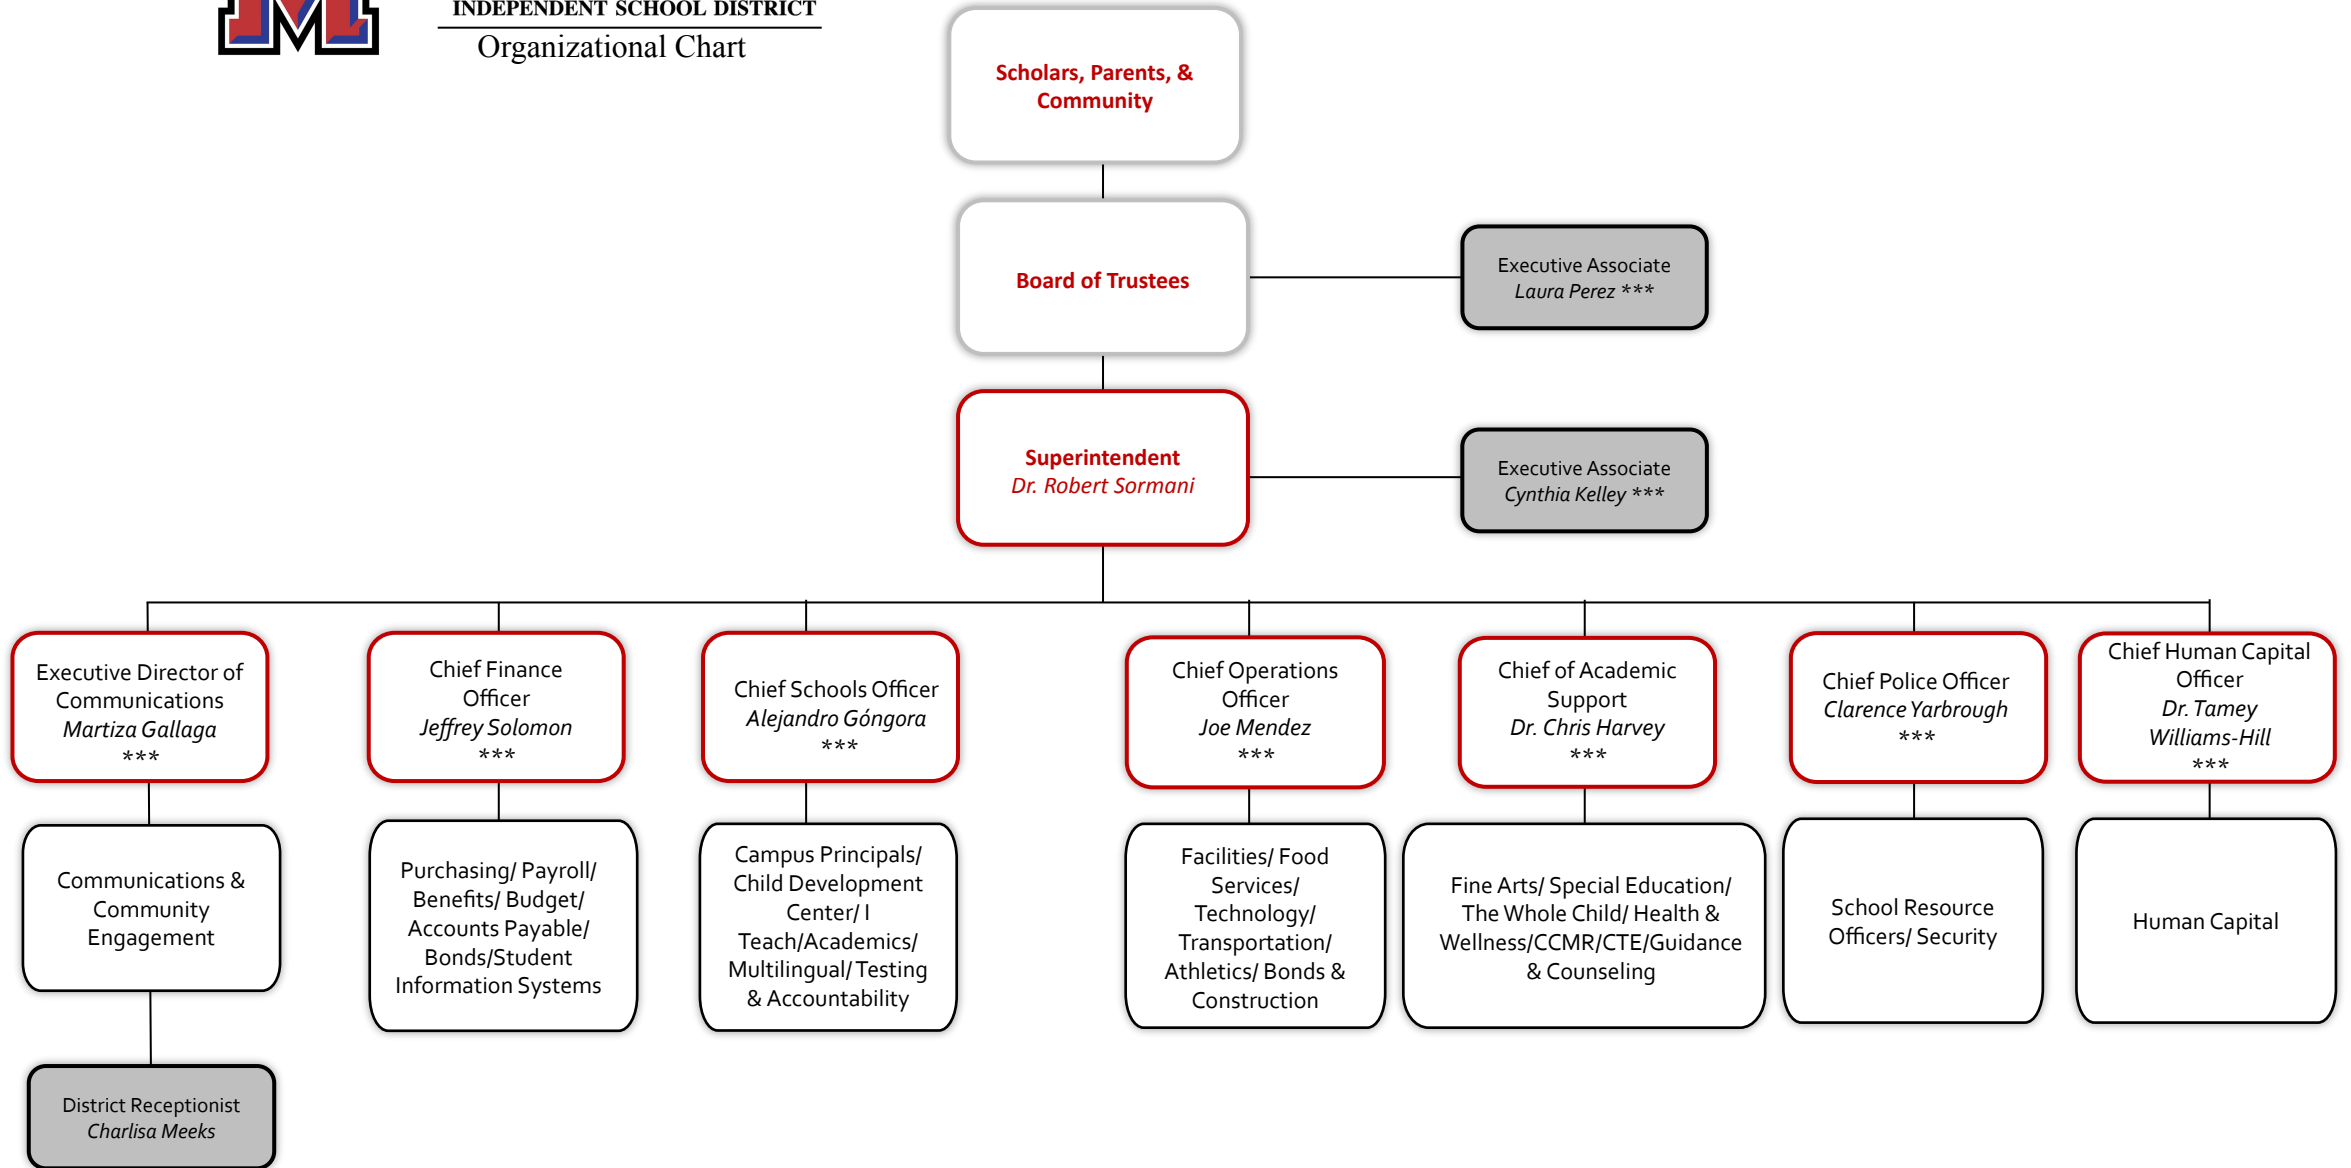 INDEPENDENT SCHOOL DISTRICT
Organizational Chart
Scholars, Parents, &
Community
Board of Trustees
Executive Associate
Laura Perez ***
Superintendent
Dr. Robert Sormani
Executive Associate
Cynthia Kelley ***
Executive Director of
Communications
Martiza Gallaga
***
Chief Finance
Officer
Jeffrey Solomon
***
Chief Schools Officer
Alejandro Góngora
***
Chief Operations
Officer
Joe Mendez
***
Chief of Academic
Support
Dr. Chris Harvey
***
Chief Police Officer
Clarence Yarbrough
***
Chief Human Capital
Officer
Dr. Tamey
Williams-Hill
***
Communications &
Community
Engagement
Purchasing/ Payroll/
Benefits/ Budget/
Accounts Payable/
Bonds/Student
Information Systems
Campus Principals/
Child Development
Center/ I
Teach/Academics/
Multilingual/ Testing
& Accountability
Facilities/ Food
Services/
Technology/
Transportation/
Athletics/ Bonds &
Construction
Fine Arts/ Special Education/
The Whole Child/ Health &
Wellness/CCMR/CTE/Guidance
& Counseling
School Resource
Officers/ Security
Human Capital
District Receptionist
Charlisa Meeks